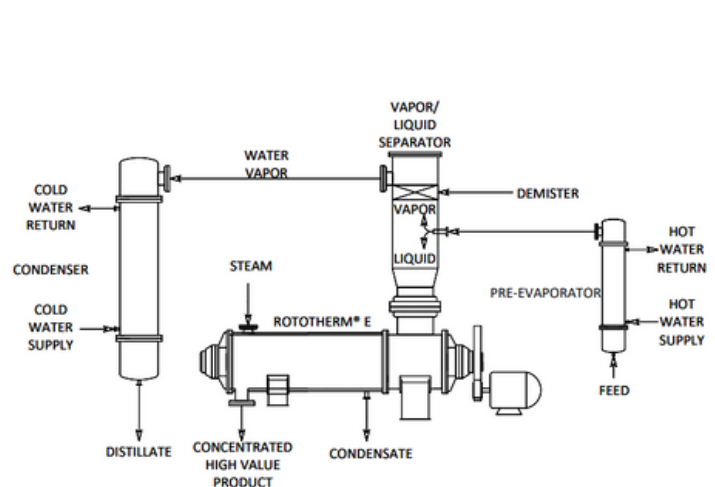 VAPOR/
LIQUID
SEPARATOR
WATER
VAPOR
COLD
WATER
RETURN
DEMISTER
VAPOR
LIQUID
HOT
WATER
RETURN
CONDENSER
STEAM
PRE-EVAPORATOR
COLD
WATER
SUPPLY
ROTOTHERM® E
HOT
WATER
SUPPLY
FEED
DISTILLATE
CONCENTRATED
HIGH VALUE
PRODUCT
CONDENSATE